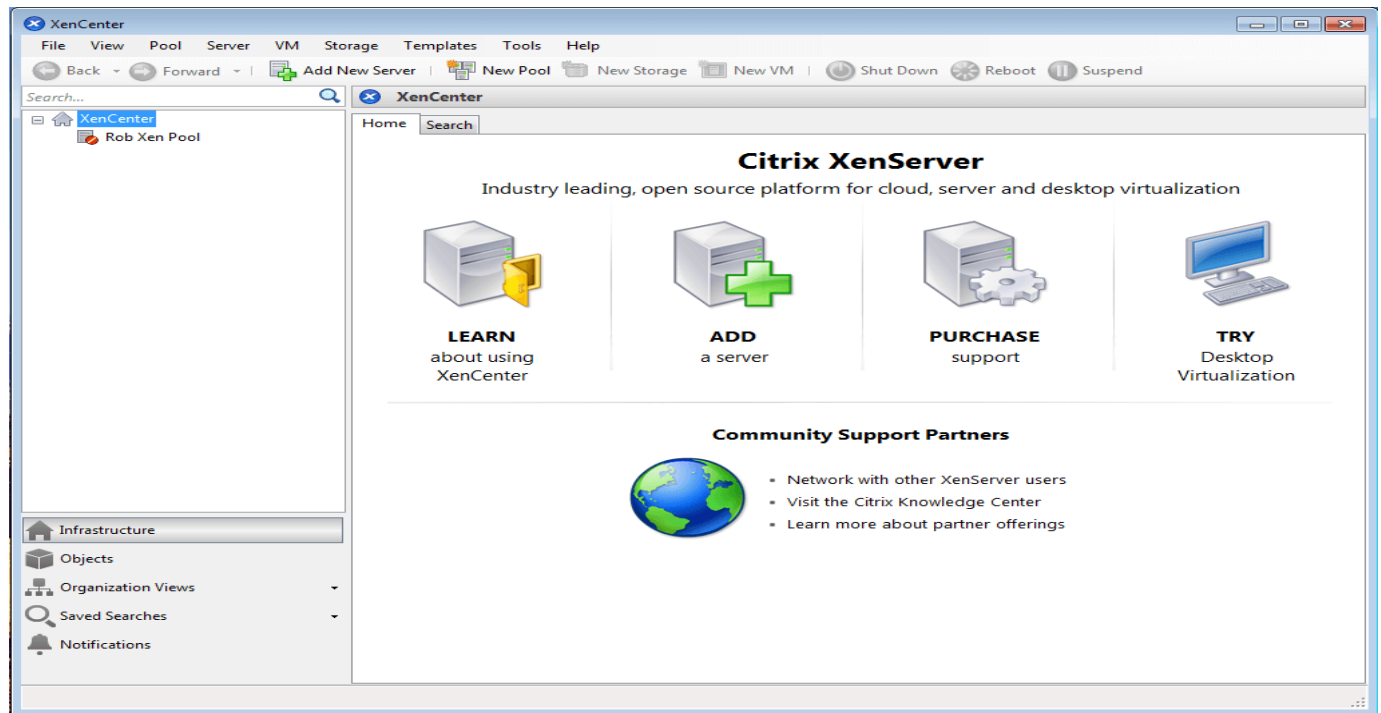 XenCenter
File View Pool Server VM Storage Templates Tools Help
Back Forward Add New Server New Pool New Storage New VM Shut Down Reboot Suspend
Search...
XenCenter
XenCenter
Rob Xen Pool
Home Search
Citrix XenServer
Industry leading, open source platform for cloud, server and desktop virtualization
LEARN
about using
XenCenter
ADD
a server
PURCHASE
support
TRY
Desktop
Virtualization
Community Support Partners
• Network with other XenServer users
• Visit the Citrix Knowledge Center
• Learn more about partner offerings
Infrastructure
Objects
Organization Views
Saved Searches
Notifications